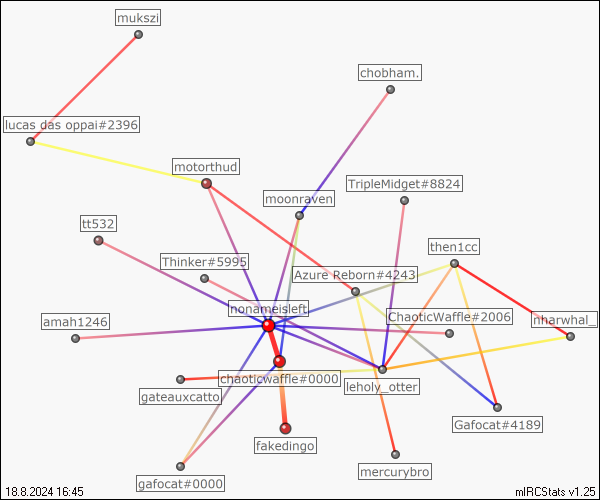 mukszi
chobham.
lucas das oppai#2396
motorthud
TripleMidget#8824
moonraven
tt532
then1cc
Thinker#5995
Azure Reborn#4243
nonameisleft
ChaoticWaffle#2006
amah1246
nharwhal_
chaoticwaffle#0000
leholy_otter
gateauxcatto
Gafocat#4189
fakedingo
mercurybro
gafocat#0000
18.8.2024 16:45
mIRCStats v1.25